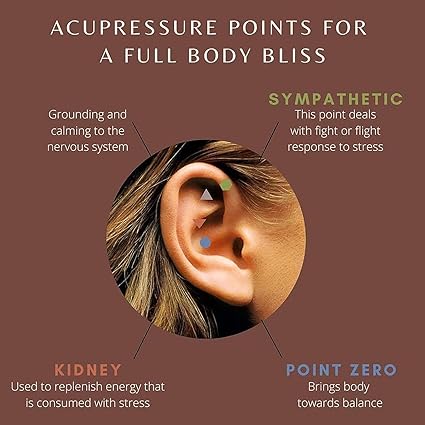 ACUPRESSURE POINTS FOR
A FULL BODY BLISS
Grounding and
calming to the
nervous system
SYMPATHETIC
This point deals
with fight or flight
response to stress
KIDNEY
Used to replenish energy that
is consumed with stress
POINT ZERO
Brings body
towards balance